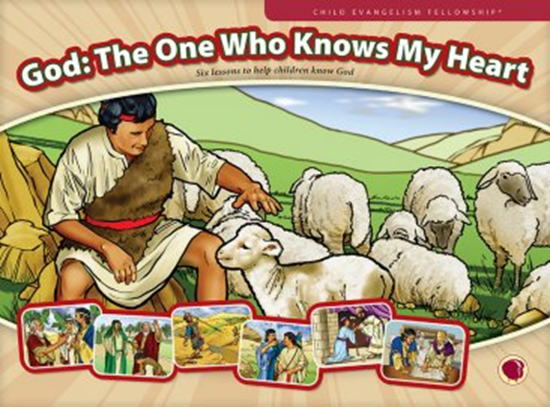 CHILD EVANGELISM FELLOWSHIP®
God: The One Who Knows My Heart
Six lessons to help children know God